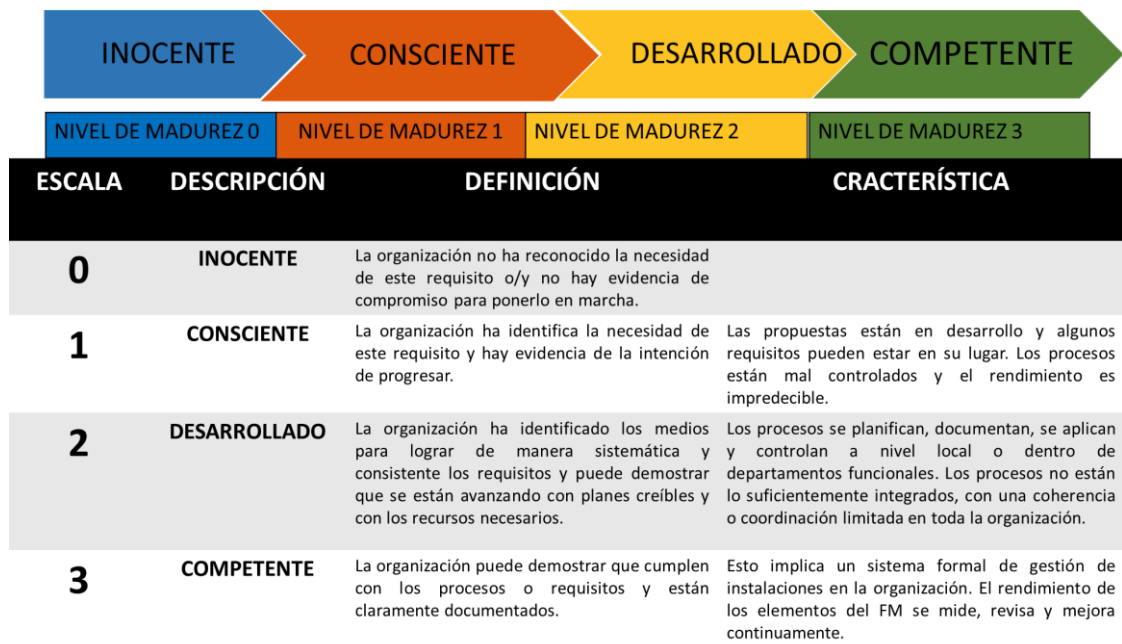 INOCENTE
CONSCIENTE
DESARROLLADO
COMPETENTE
NIVEL DE MADUREZ 0
NIVEL DE MADUREZ 1
NIVEL DE MADUREZ 2
NIVEL DE MADUREZ 3
ESCALA
DESCRIPCIÓN
DEFINICIÓN
CRACTERÍSTICA
0
INOCENTE
La organización no ha reconocido la necesidad
de este requisito o/y no hay evidencia de
compromiso para ponerlo en marcha.
1
CONSCIENTE
La organización ha identifica la necesidad de
este requisito y hay evidencia de la intención
de progresar.
Las propuestas están en desarrollo y algunos
requisitos pueden estar en su lugar. Los procesos
están mal controlados y el rendimiento es
impredecible.
2
DESARROLLADO
La organización ha identificado los medios
para lograr de manera sistemática y
consistente los requisitos y puede demostrar
que se están avanzando con planes creíbles y
con los recursos necesarios.
Los procesos se planifican, documentan, se aplican
y controlan a nivel local o dentro de
departamentos funcionales. Los procesos no están
lo suficientemente integrados, con una coherencia
o coordinación limitada en toda la organización.
3
COMPETENTE
La organización puede demostrar que cumplen
con los procesos o requisitos y están
claramente documentados.
Esto implica un sistema formal de gestión de
instalaciones en la organización. El rendimiento de
los elementos del FM se mide, revisa y mejora
continuamente.